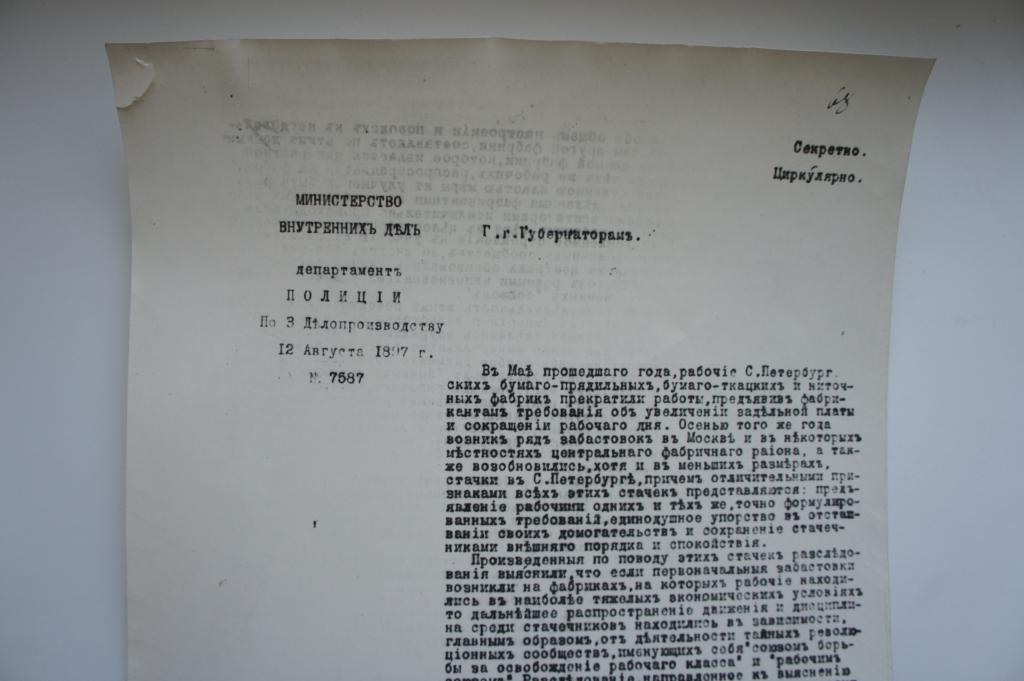 68
Секретно.
Циркулярно.
МИНИСТЕРСТВО
ВНУТРЕННИХЪ ДѢЛЪ
Г.г.Губернаторамъ.
департаментъ
ПОЛИЦІИ
По 3 Дѣлопроизводству
12 Августа 1897 г.
№ 7587
Въ Маѣ прошедшаго года,рабочіе С.Петербург
скихъ бумаго-прядильныхъ,бумаго-ткацкихъ и ниточ-
ныхъ фабрикъ прекратили работы,предъявивъ фабри-
кантамъ требованія объ увеличеніи задѣльной платы
и сокращеніи рабочаго дня. Осенью того же года
возникъ рядъ забастовокъ въ Москвѣ и въ нѣкоторыхъ
мѣстностяхъ центральнаго фабричнаго раіона, а так-
же возобновились,хотя и въ меньшихъ размѣрахъ,
стачки въ С.Петербургѣ,причемъ отличительными при-
знаками всѣхъ этихъ стачекъ представляются: предъ-
явленіе рабочими однихъ и тѣхъ же,точно формулиро-
ванныхъ требованій,единодушное упорство въ отстаи-
ваніи своихъ домогательствъ и сохраненіе стачеч-
никами внѣшняго порядка и спокойствія.
Произведенныя по поводу этихъ стачекъ разслѣдо-
ванія выяснили,что если первоначальныя забастовки
возникли на фабрикахъ,на которыхъ рабочіе находи-
лись въ наиболѣе тяжелыхъ экономическихъ условіяхъ
то дальнѣйшее распространеніе движенія и дисципли-
на среди стачечниковъ находились въ зависимости,
главнымъ образомъ,отъ дѣятельности тайныхъ револю-
ціонныхъ сообществъ,именующихъ себя"союзомъ борь-
бы за освобожденіе рабочаго класса" и "рабочимъ
союзомъ".Разслѣдованіе направленное къ выясненію